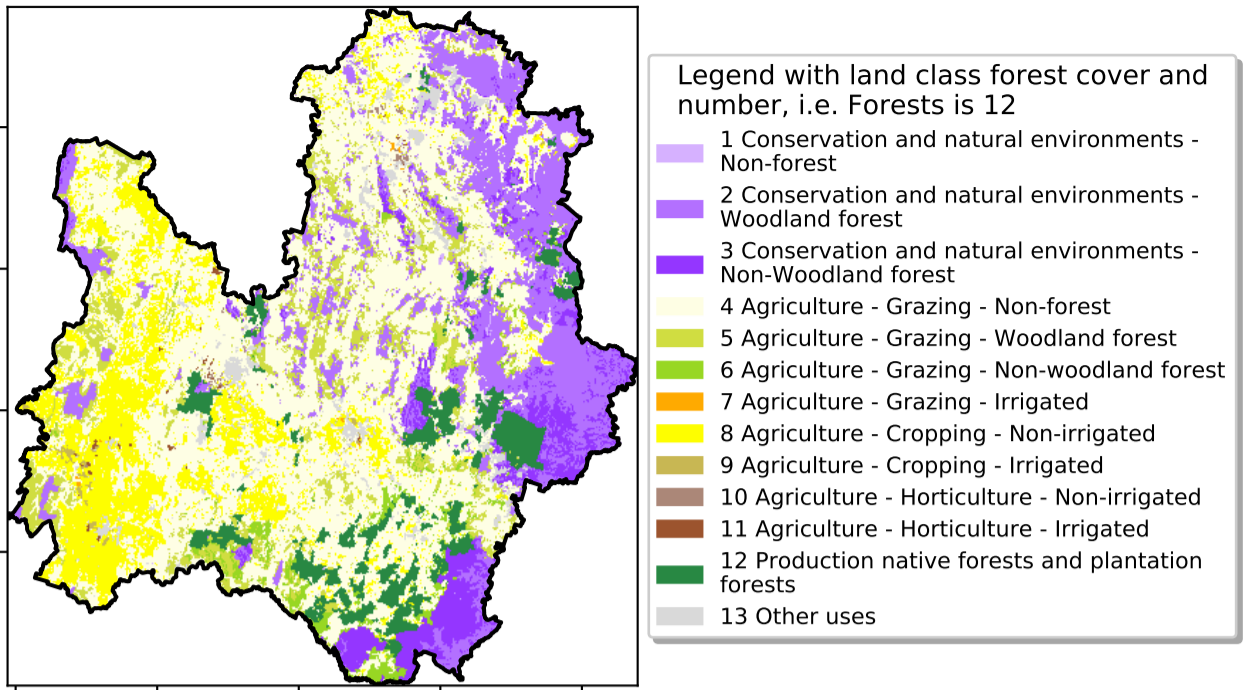 Legend with land class forest cover and
number, i.e. Forests is 12
1 Conservation and natural environments -
Non-forest
2 Conservation and natural environments -
Woodland forest
3 Conservation and natural environments -
Non-Woodland forest
4 Agriculture - Grazing - Non-forest
5 Agriculture - Grazing - Woodland forest
6 Agriculture - Grazing - Non-woodland forest
7 Agriculture - Grazing - Irrigated
8 Agriculture - Cropping - Non-irrigated
9 Agriculture - Cropping - Irrigated
10 Agriculture - Horticulture - Non-irrigated
11 Agriculture - Horticulture - Irrigated
12 Production native forests and plantation
forests
13 Other uses